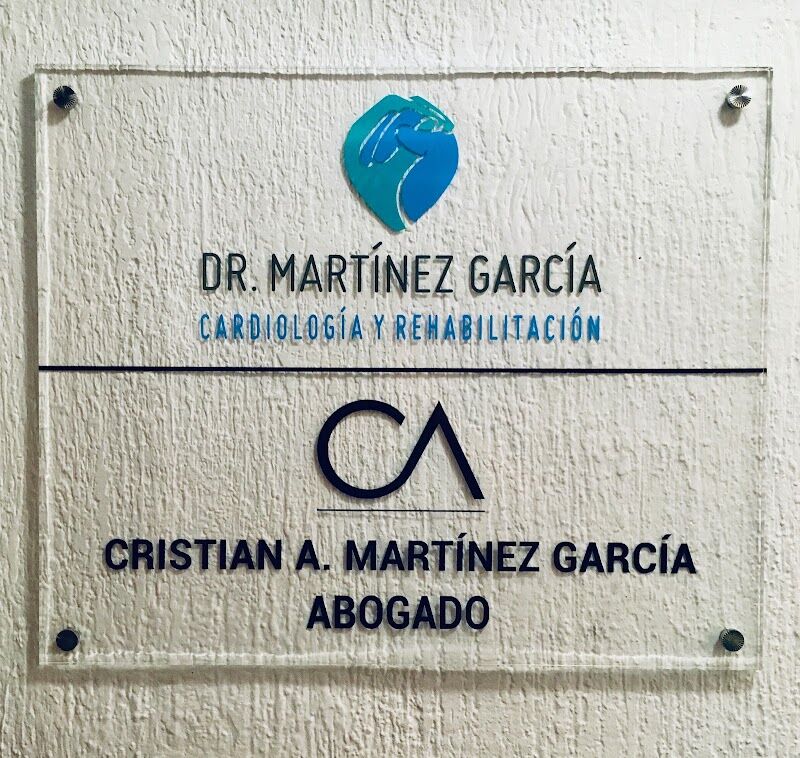 DR. MARTÍNEZ GARCÍA
CARDIOLOGÍA Y REHABILITACIÓN
CA
CRISTIAN A. MARTÍNEZ GARCÍA
ABOGADO